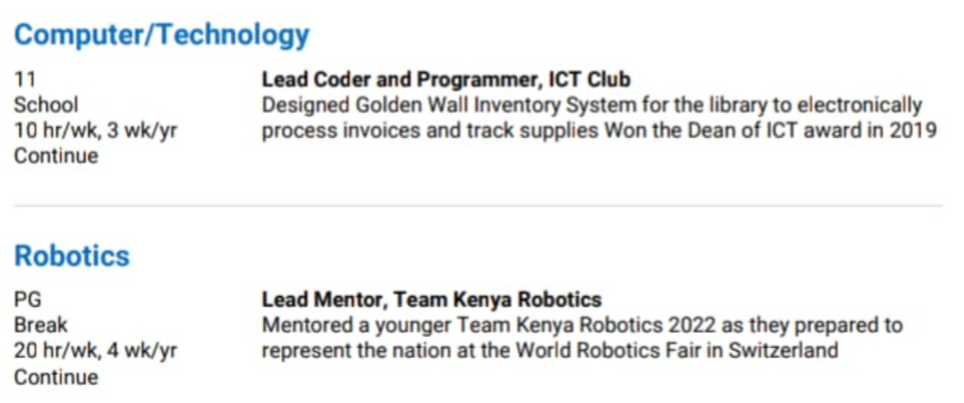 Computer/Technology
11
School
10 hr/wk, 3 wk/yr
Continue
Lead Coder and Programmer, ICT Club
Designed Golden Wall Inventory System for the library to electronically
process invoices and track supplies Won the Dean of ICT award in 2019
Robotics
PG
Break
20 hr/wk, 4 wk/yr
Continue
Lead Mentor, Team Kenya Robotics
Mentored a younger Team Kenya Robotics 2022 as they prepared to
represent the nation at the World Robotics Fair in Switzerland